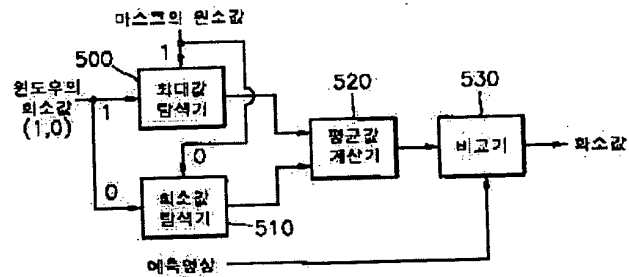 마스크의 원소값
1
500
최대값
탐색기
윈도우의
화소값
(1,0)
1
0
0
최소값
탐색기
510
520
평균값
계산기
530
비교기
화소값
예측영상